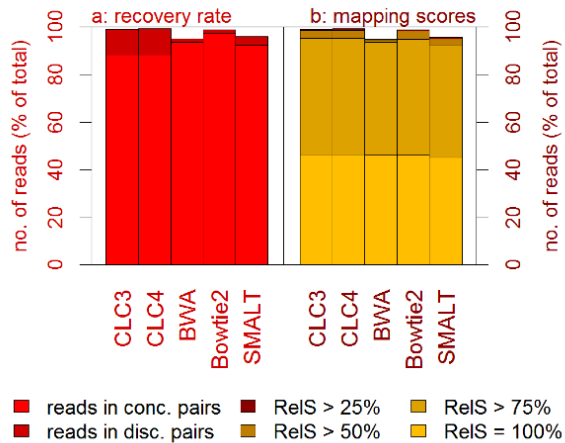 a: recovery rate
b: mapping scores
no. of reads (% of total)
100
80
60
40
20
0
100
80
60
40
20
0
no. of reads (% of total)
CLC3
CLC4
BWA
Bowtie2
SMALT
CLC3
CLC4
BWA
Bowtie2
SMALT
reads in conc. pairs
RelS > 25%
RelS > 75%
reads in disc. pairs
RelS > 50%
RelS = 100%